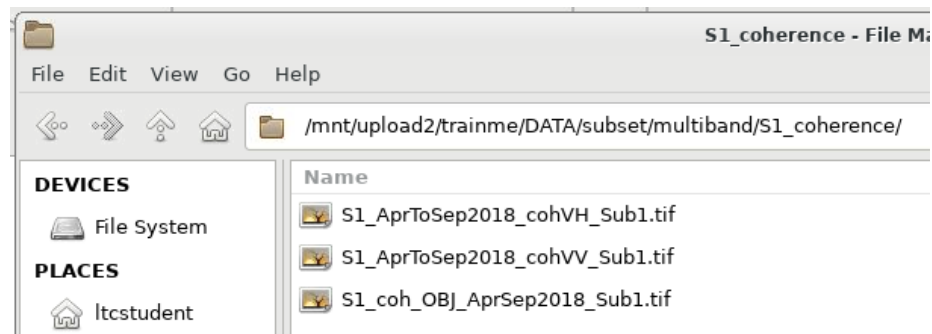 S1_coherence - File Ma
File Edit View Go Help
/mnt/upload2/trainme/DATA/subset/multiband/S1_coherence/
DEVICES
File System
PLACES
ltcstudent
Name
S1_AprToSep2018_cohVH_Sub1.tif
S1_AprToSep2018_cohVV_Sub1.tif
S1_coh_OBJ_AprSep2018_Sub1.tif